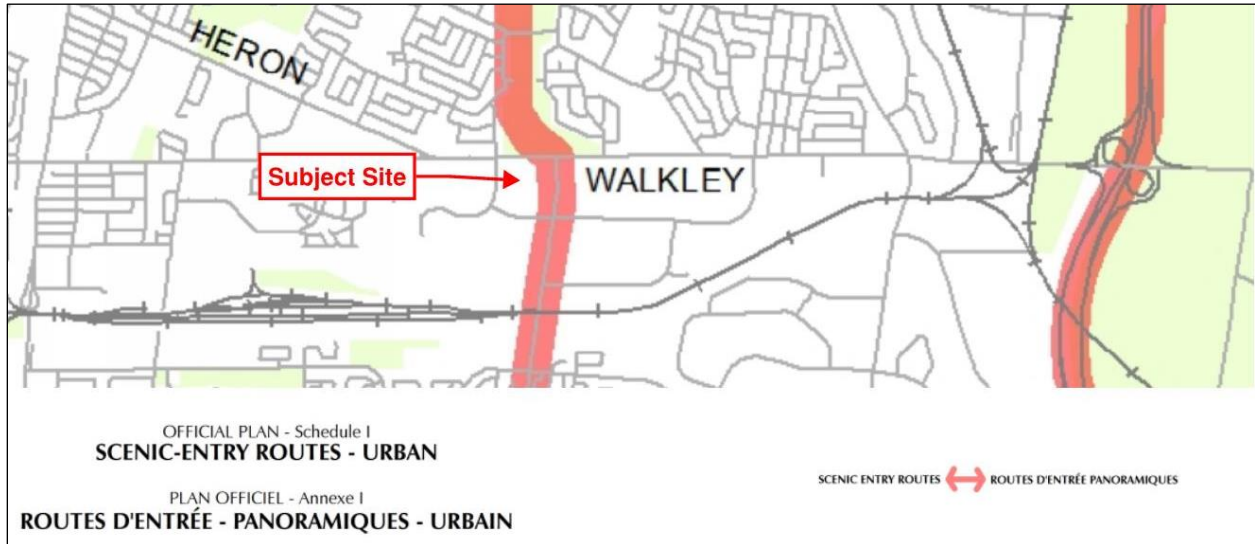 HERON
Subject Site
WALKLEY
OFFICIAL PLAN - Schedule I
SCENIC-ENTRY ROUTES - URBAN
PLAN OFFICIEL - Annexe I
ROUTES D'ENTRÉE - PANORAMIQUES - URBAIN
SCENIC ENTRY ROUTES ROUTES D'ENTRÉE PANORAMIQUES